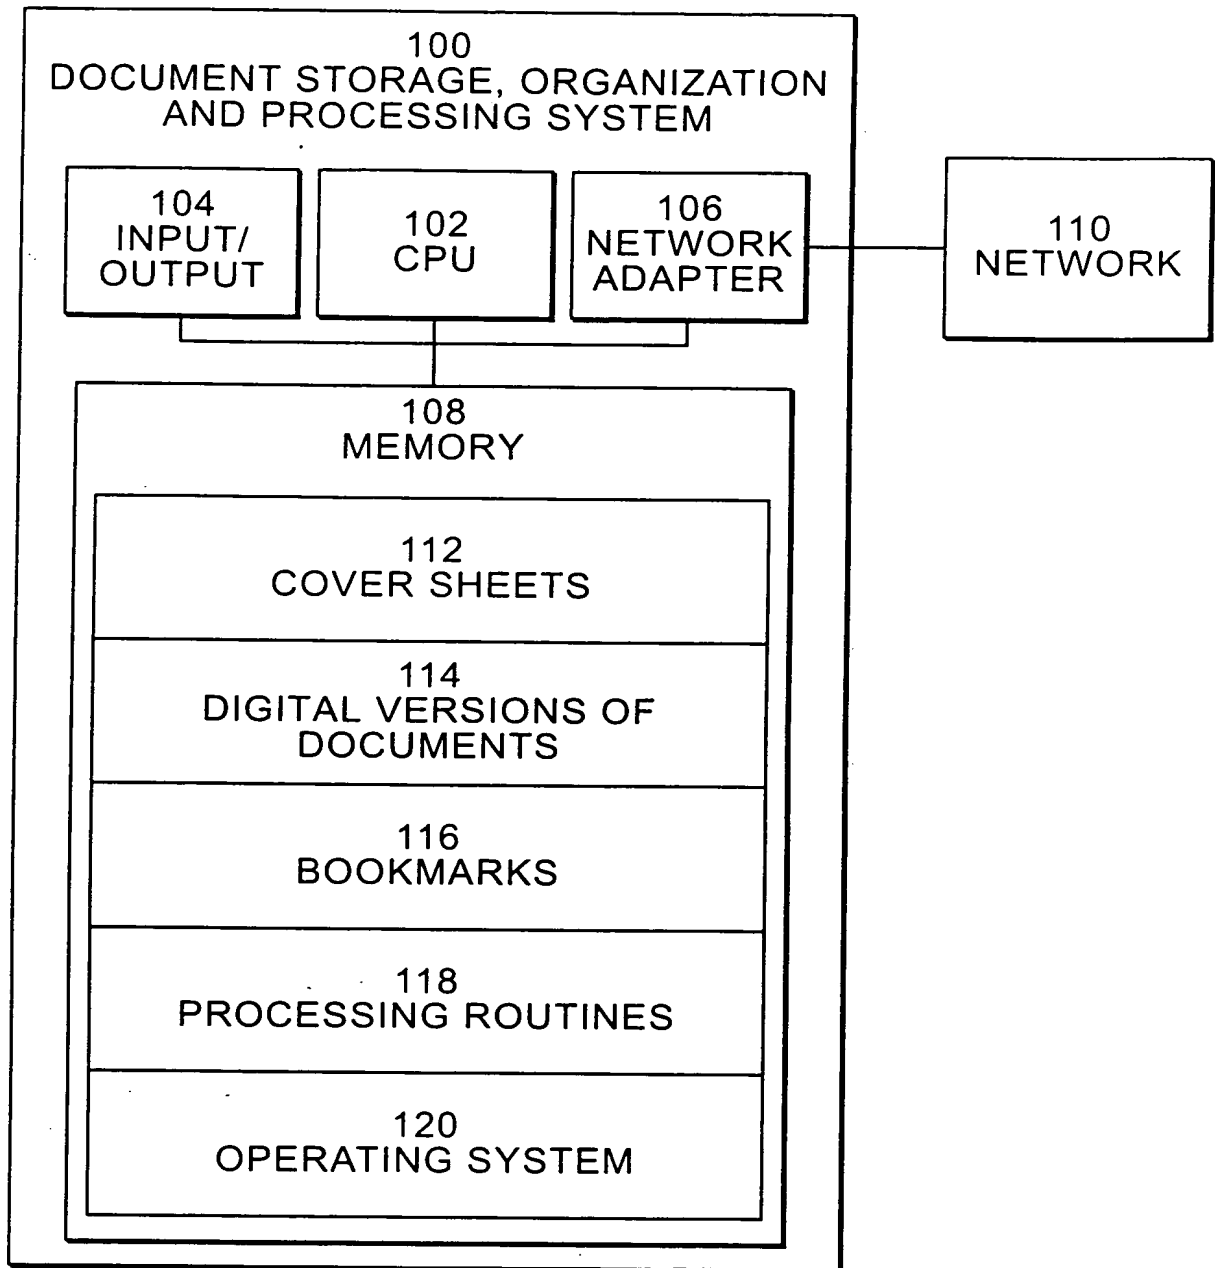 100
DOCUMENT STORAGE, ORGANIZATION
AND PROCESSING SYSTEM
104
INPUT/
OUTPUT
102
CPU
106
NETWORK
ADAPTER
110
NETWORK
108
MEMORY
112
COVER SHEETS
114
DIGITAL VERSIONS OF
DOCUMENTS
116
BOOKMARKS
118
PROCESSING ROUTINES
120
OPERATING SYSTEM